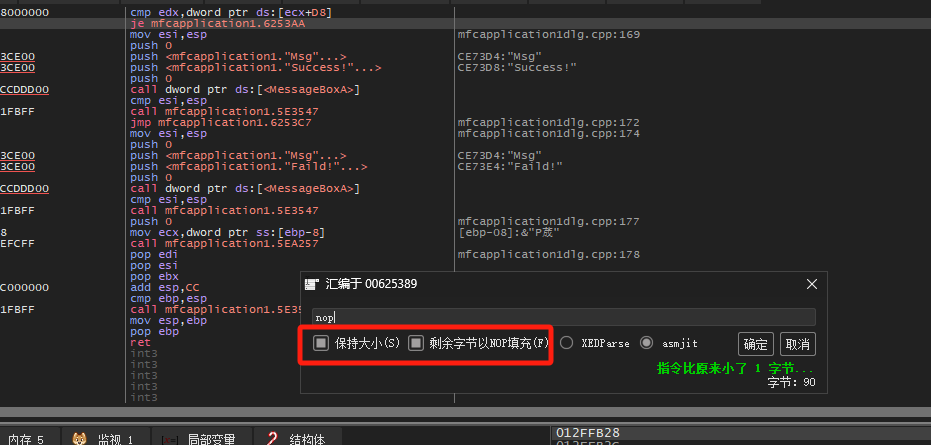 8000000 cmp edx,dword ptr ds:[ecx+D8]
je mfcapplication1.6253AA
mov esi,esp mfcapplication1dlg.cpp:169
push 0
3CE00 push <mfcapplication1."Msg"...> CE73D4:"Msg"
3CE00 push <mfcapplication1."Success!"...> CE73D8:"Success!"
push 0
CCDDD00 call dword ptr ds:[<MessageBoxA>]
cmp esi,esp
1FBFF call mfcapplication1.5E3547
jmp mfcapplication1.6253C7 mfcapplication1dlg.cpp:172
mov esi,esp mfcapplication1dlg.cpp:174
push 0
3CE00 push <mfcapplication1."Msg"...> CE73D4:"Msg"
3CE00 push <mfcapplication1."Faild!"...> CE73E4:"Faild!"
push 0
CCDDD00 call dword ptr ds:[<MessageBoxA>]
cmp esi,esp
1FBFF call mfcapplication1.5E3547
push 0 mfcapplication1dlg.cpp:177
8 mov ecx,dword ptr ss:[ebp-8]
EFCFF call mfcapplication1.5EA257
pop edi mfcapplication1dlg.cpp:178
pop esi
pop ebx
C000000 add esp,CC
cmp ebp,esp
1FBFF call mfcapplication1.5E35
mov esp,ebp
pop ebp
ret
int3
int3
int3
int3
int3
汇编于 00625389
nop
保持大小(S) 剩余字节以NOP填充(F) XEDParse asmjit 确定 取消
指令比原来小了 1 字节...
字节: 90
内存 5 监视 1 局部变量 结构体 012FFB28